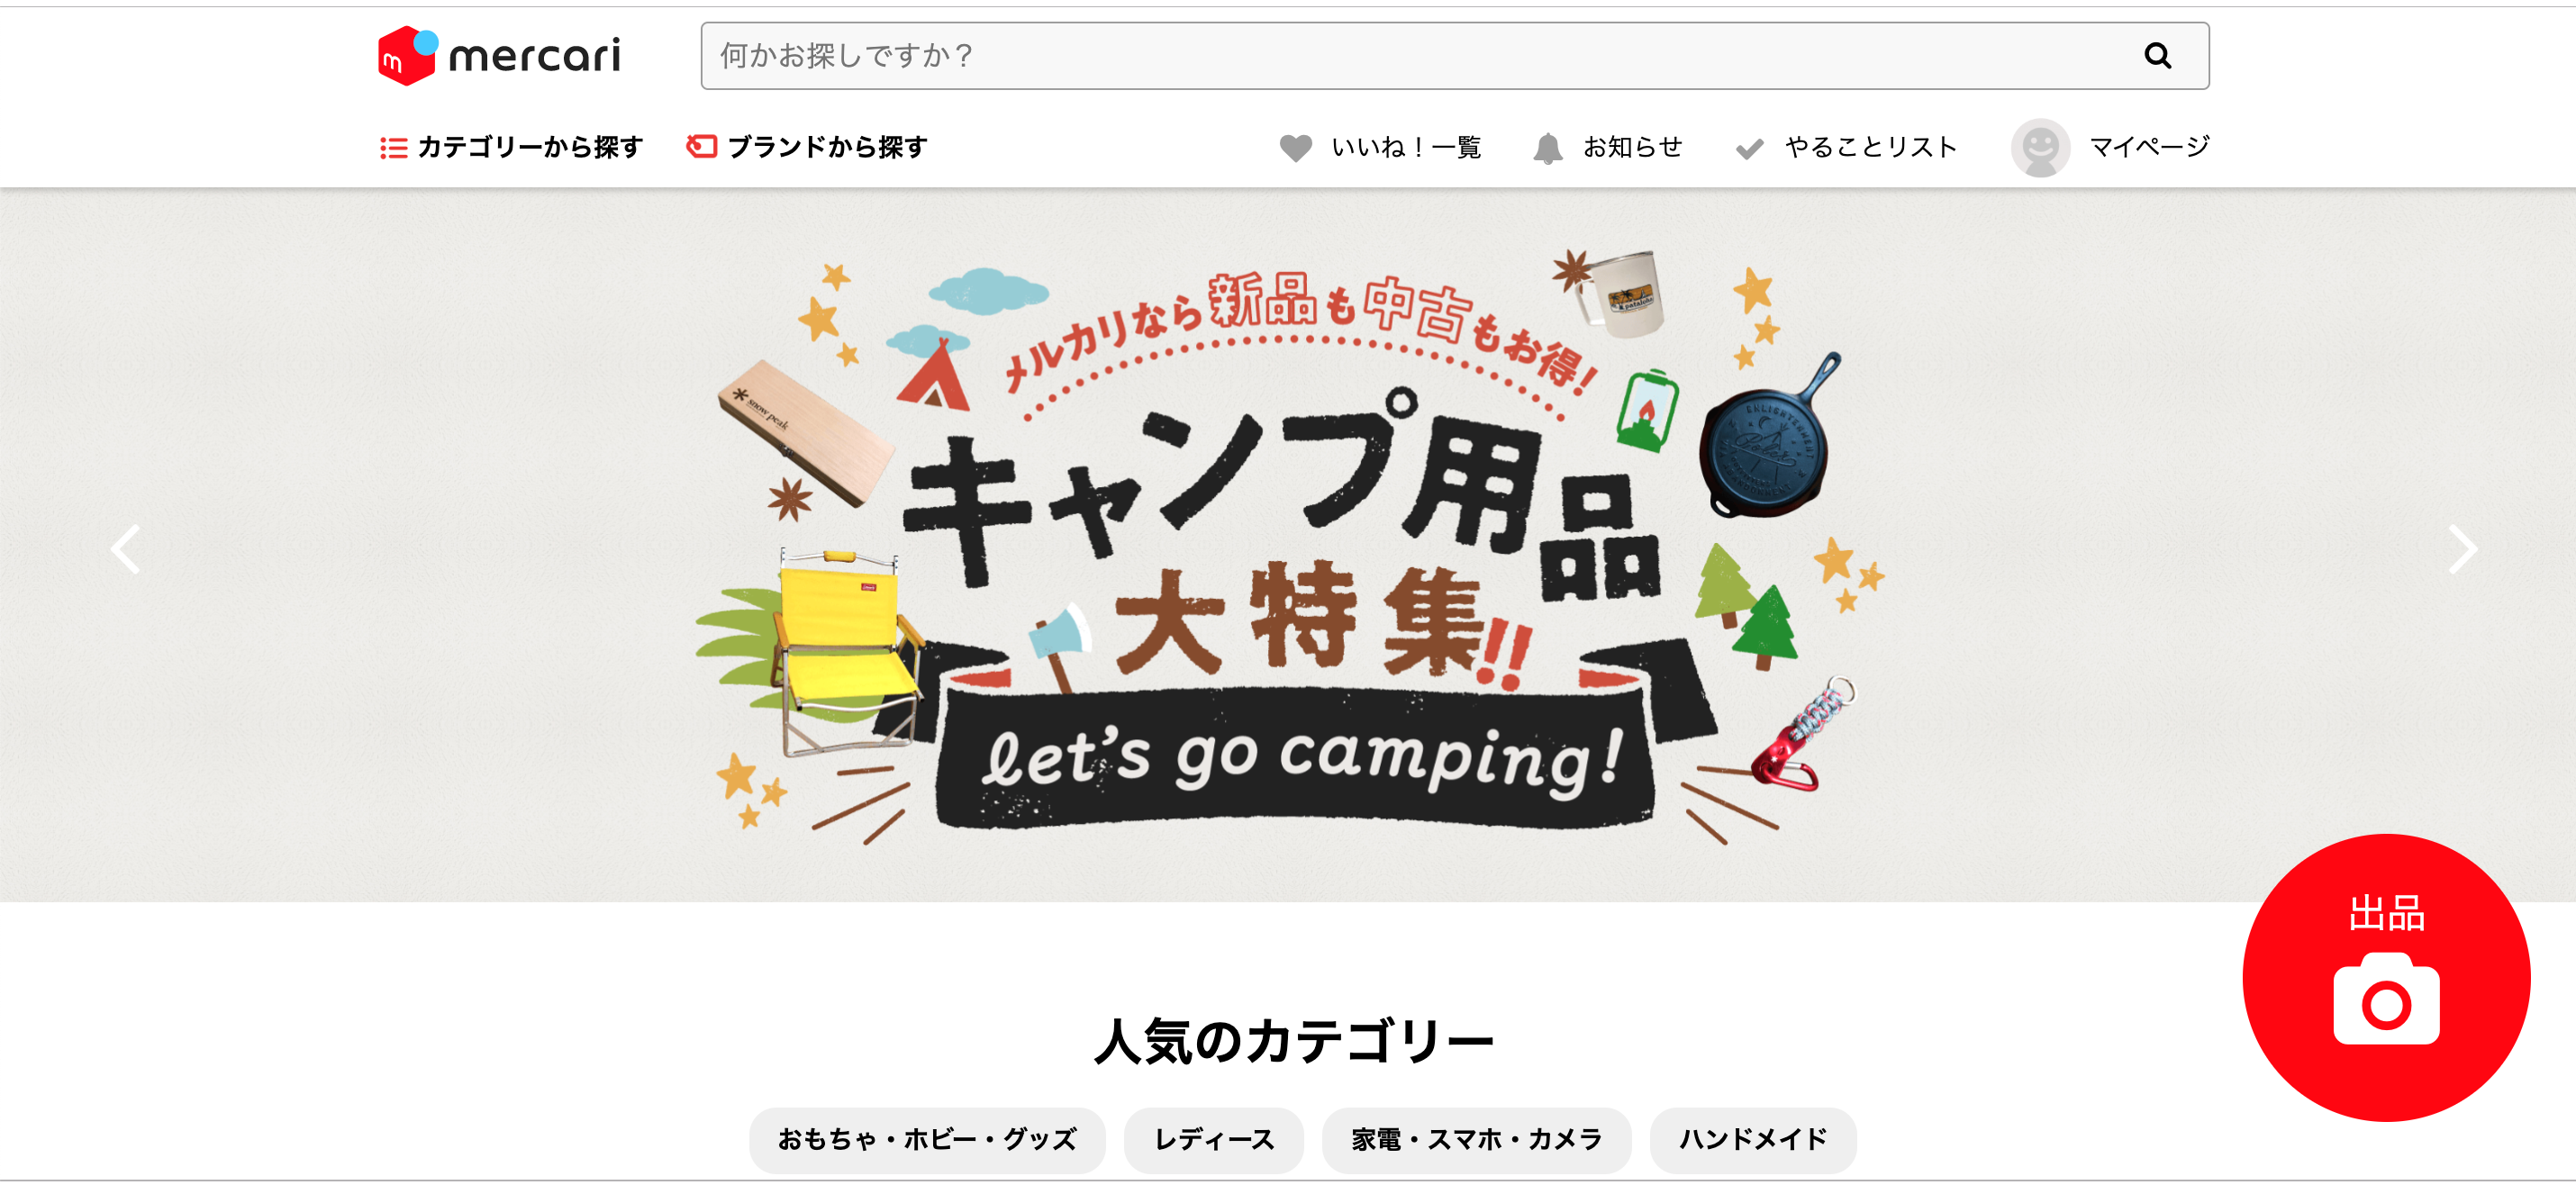 mercari
何かお探しですか？
カテゴリーから探す
ブランドから探す
いいね！一覧
お知らせ
やることリスト
マイページ
メルカリなら新品も中古もお得！
snow peak
キャンプ用品
大特集!!
let's go camping!
出品
人気のカテゴリー
おもちゃ・ホビー・グッズ
レディース
家電・スマホ・カメラ
ハンドメイド